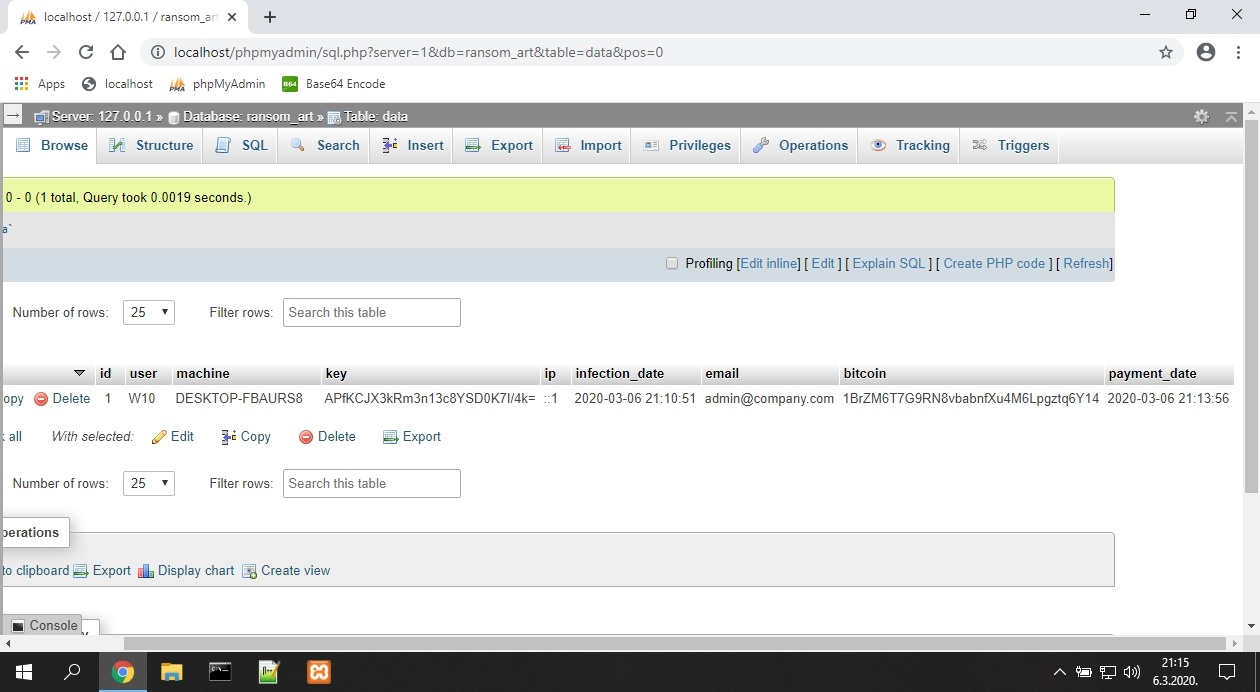 localhost / 127.0.0.1 / ransom_art
localhost/phpmyadmin/sql.php?server=1&db=ransom_art&table=data&pos=0
Apps localhost phpMyAdmin B64 Base64 Encode
Server: 127.0.0.1 » Database: ransom_art » Table: data
Browse Structure SQL Search Insert Export Import Privileges Operations Tracking Triggers
0 - 0 (1 total, Query took 0.0019 seconds.)
a`
Profiling [Edit inline] [ Edit ] [ Explain SQL ] [ Create PHP code ] [ Refresh]
Number of rows: 25 Filter rows: Search this table
id user machine key ip infection_date email bitcoin payment_date
opy Delete 1 W10 DESKTOP-FBAURS8 APfKCJX3kRm3n13c8YSD0K7I/4k= ::1 2020-03-06 21:10:51 admin@company.com 1BrZM6T7G9RN8vbabnfXu4M6Lpgztq6Y14 2020-03-06 21:13:56
k all With selected: Edit Copy Delete Export
Number of rows: 25 Filter rows: Search this table
perations
to clipboard Export Display chart Create view
Console
21:15
6.3.2020.